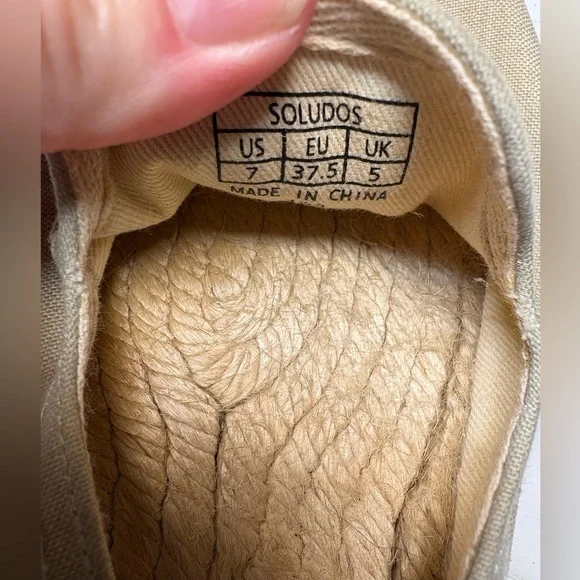 SOLUDOS
US EU UK
7 37.5 5
MADE IN CHINA